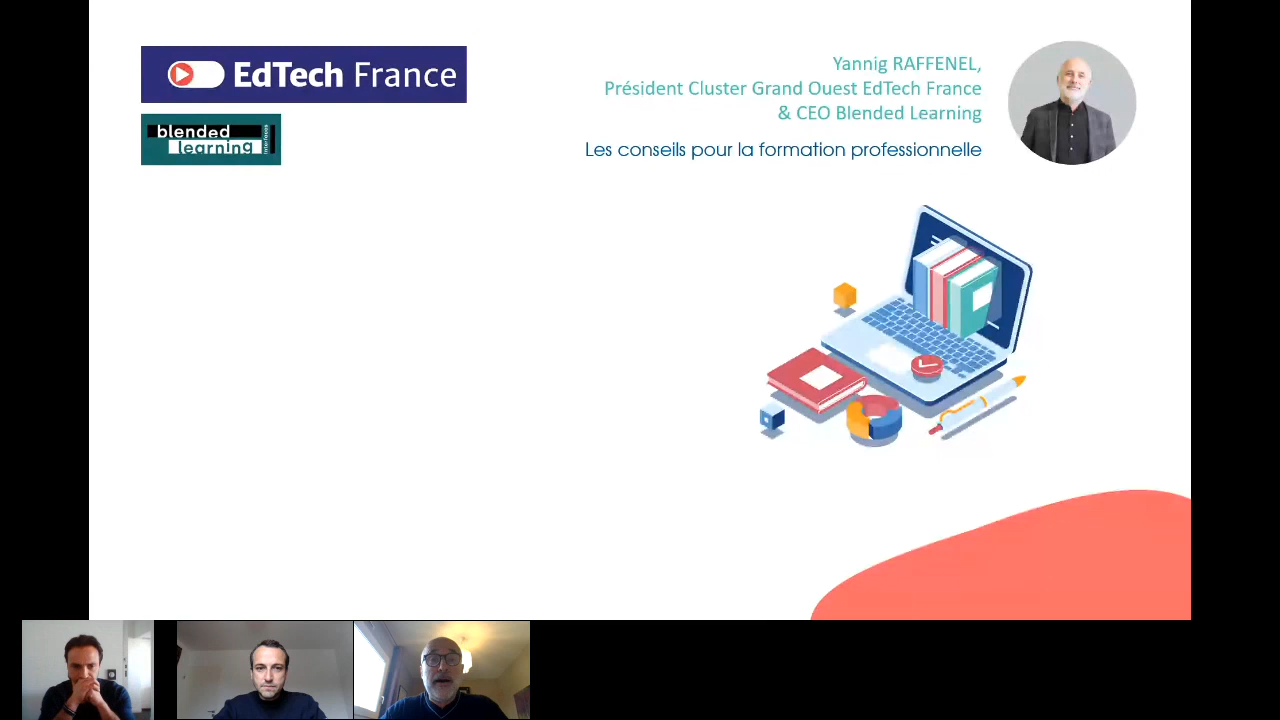 EdTech France
blended
learning
Yannig RAFFENEL,
Président Cluster Grand Ouest EdTech France
& CEO Blended Learning
Les conseils pour la formation professionnelle